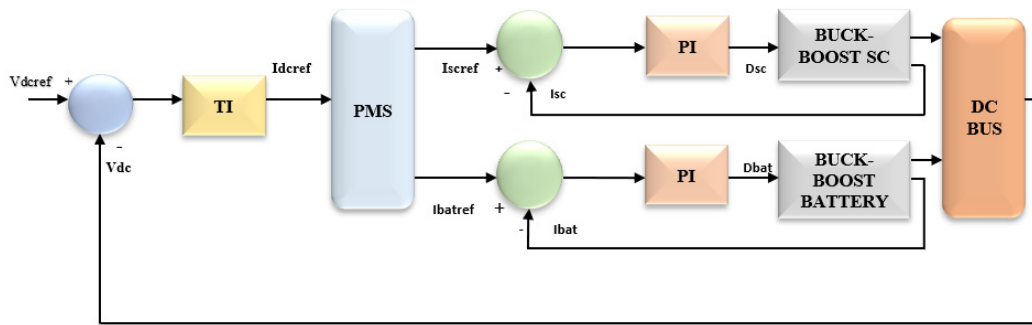 Vdcref
+
-
Vdc
TI
Idcref
PMS
Iscref
+
-
Isc
PI
Dsc
BUCK-
BOOST SC
Ibatref
+
-
Ibat
PI
Dbat
BUCK-
BOOST
BATTERY
DC
BUS